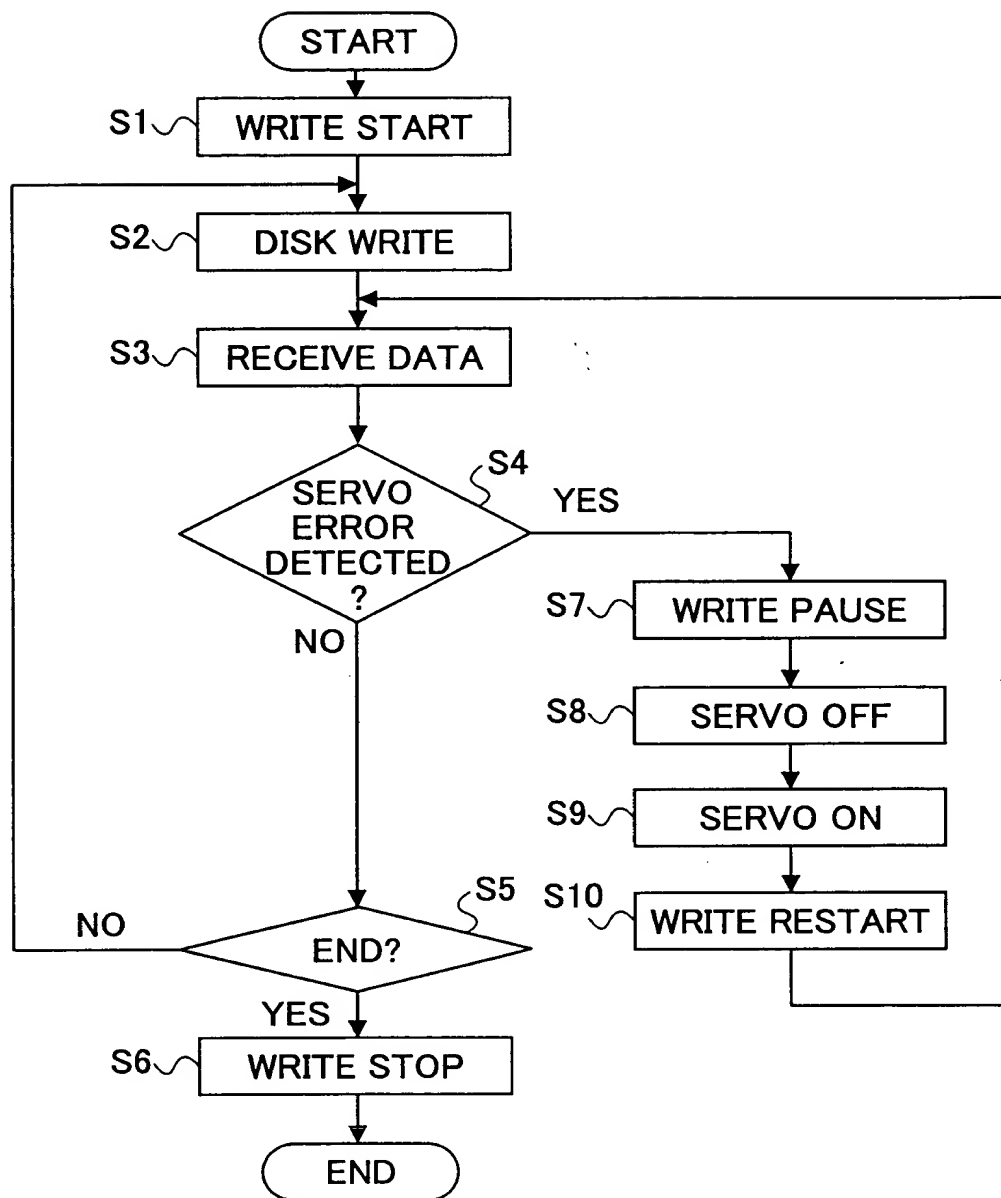 START
S1
WRITE START
S2
DISK WRITE
S3
RECEIVE DATA
S4
SERVO
ERROR
DETECTED
?
YES
NO
S7
WRITE PAUSE
S8
SERVO OFF
S9
SERVO ON
S10
WRITE RESTART
S5
END?
NO
YES
S6
WRITE STOP
END